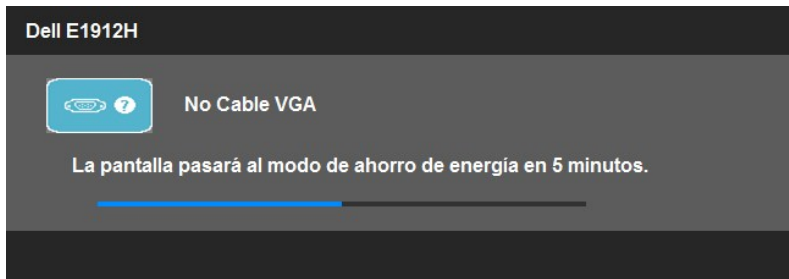 Dell E1912H
No Cable VGA
La pantalla pasará al modo de ahorro de energía en 5 minutos.